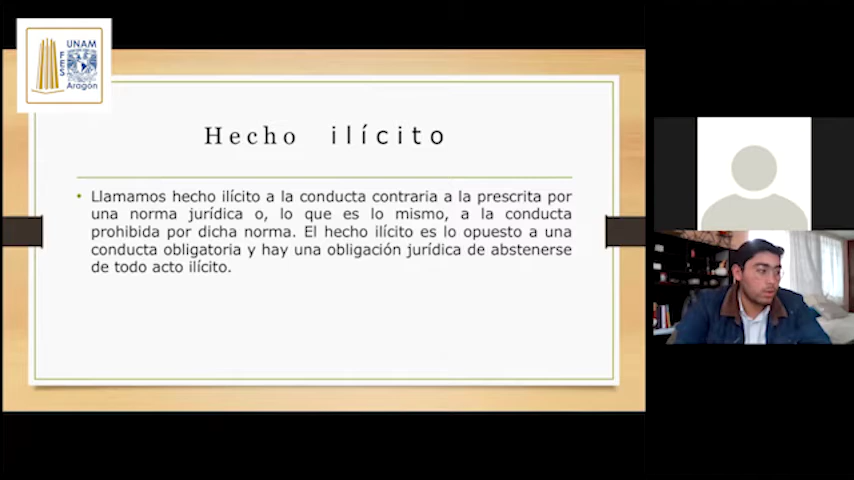 UNAM
FES
Aragón
Hecho ilícito
• Llamamos hecho ilícito a la conducta contraria a la prescrita por
una norma jurídica o, lo que es lo mismo, a la conducta
prohibida por dicha norma. El hecho ilícito es lo opuesto a una
conducta obligatoria y hay una obligación jurídica de abstenerse
de todo acto ilícito.